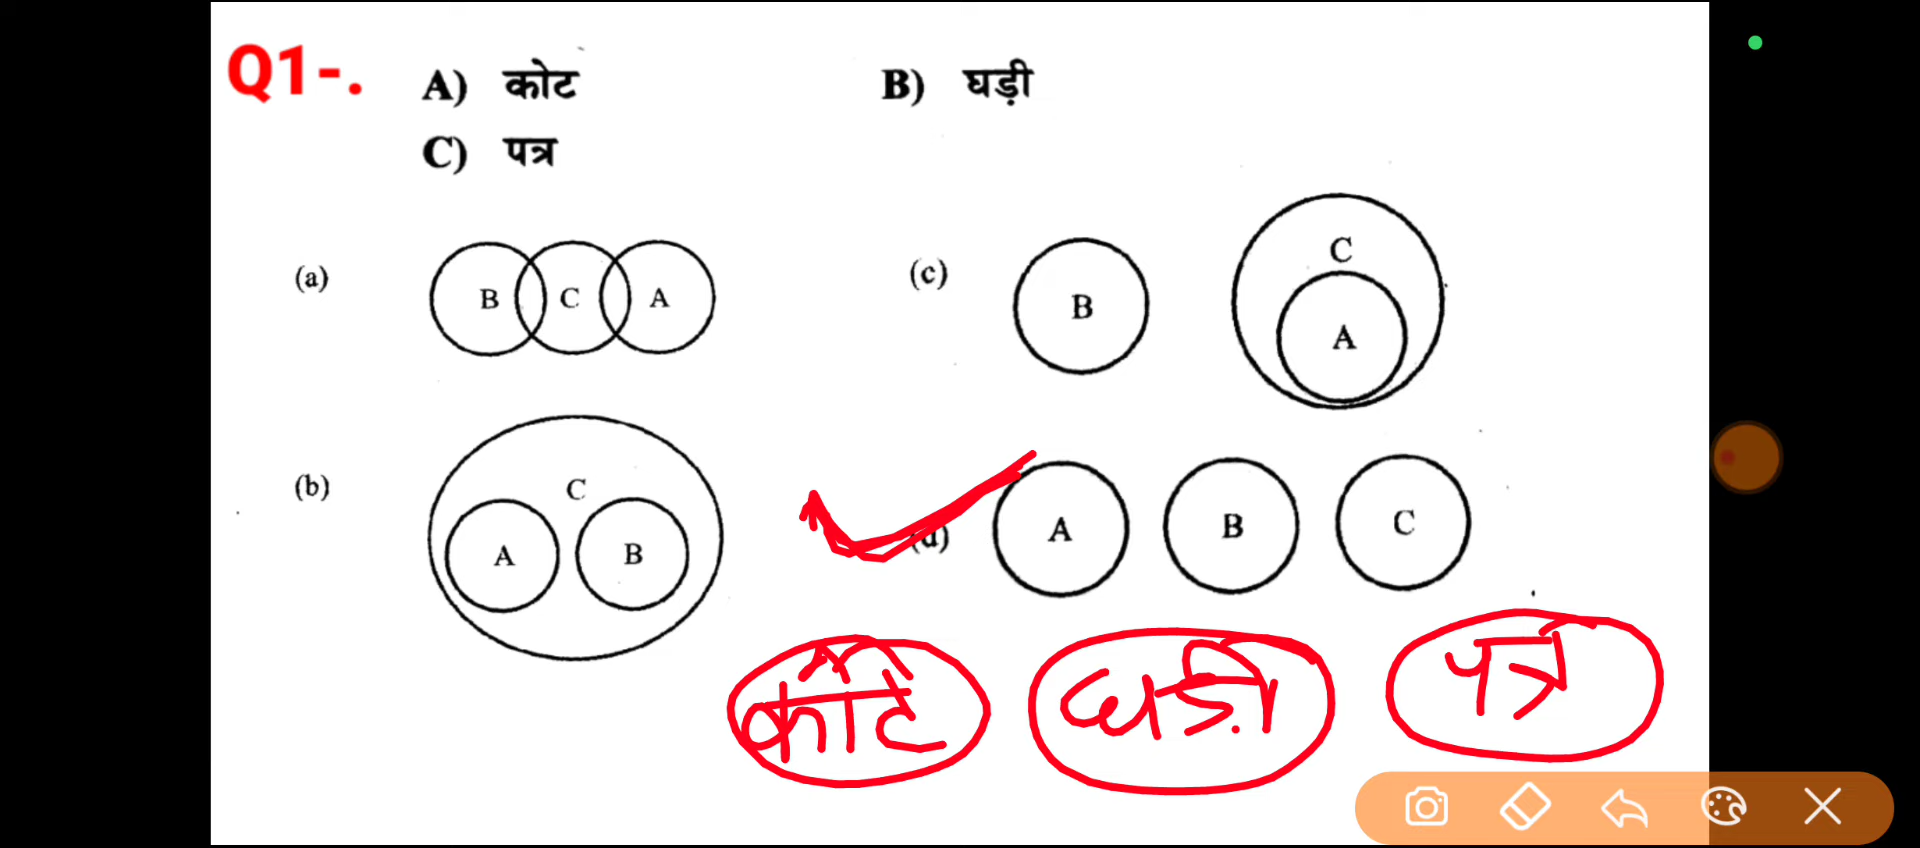 Q1-. A) कोट B) घड़ी
C) पत्र
(a) B C A (c) B C A
(b) C A B (d) A B C
कोट घड़ी पत्र